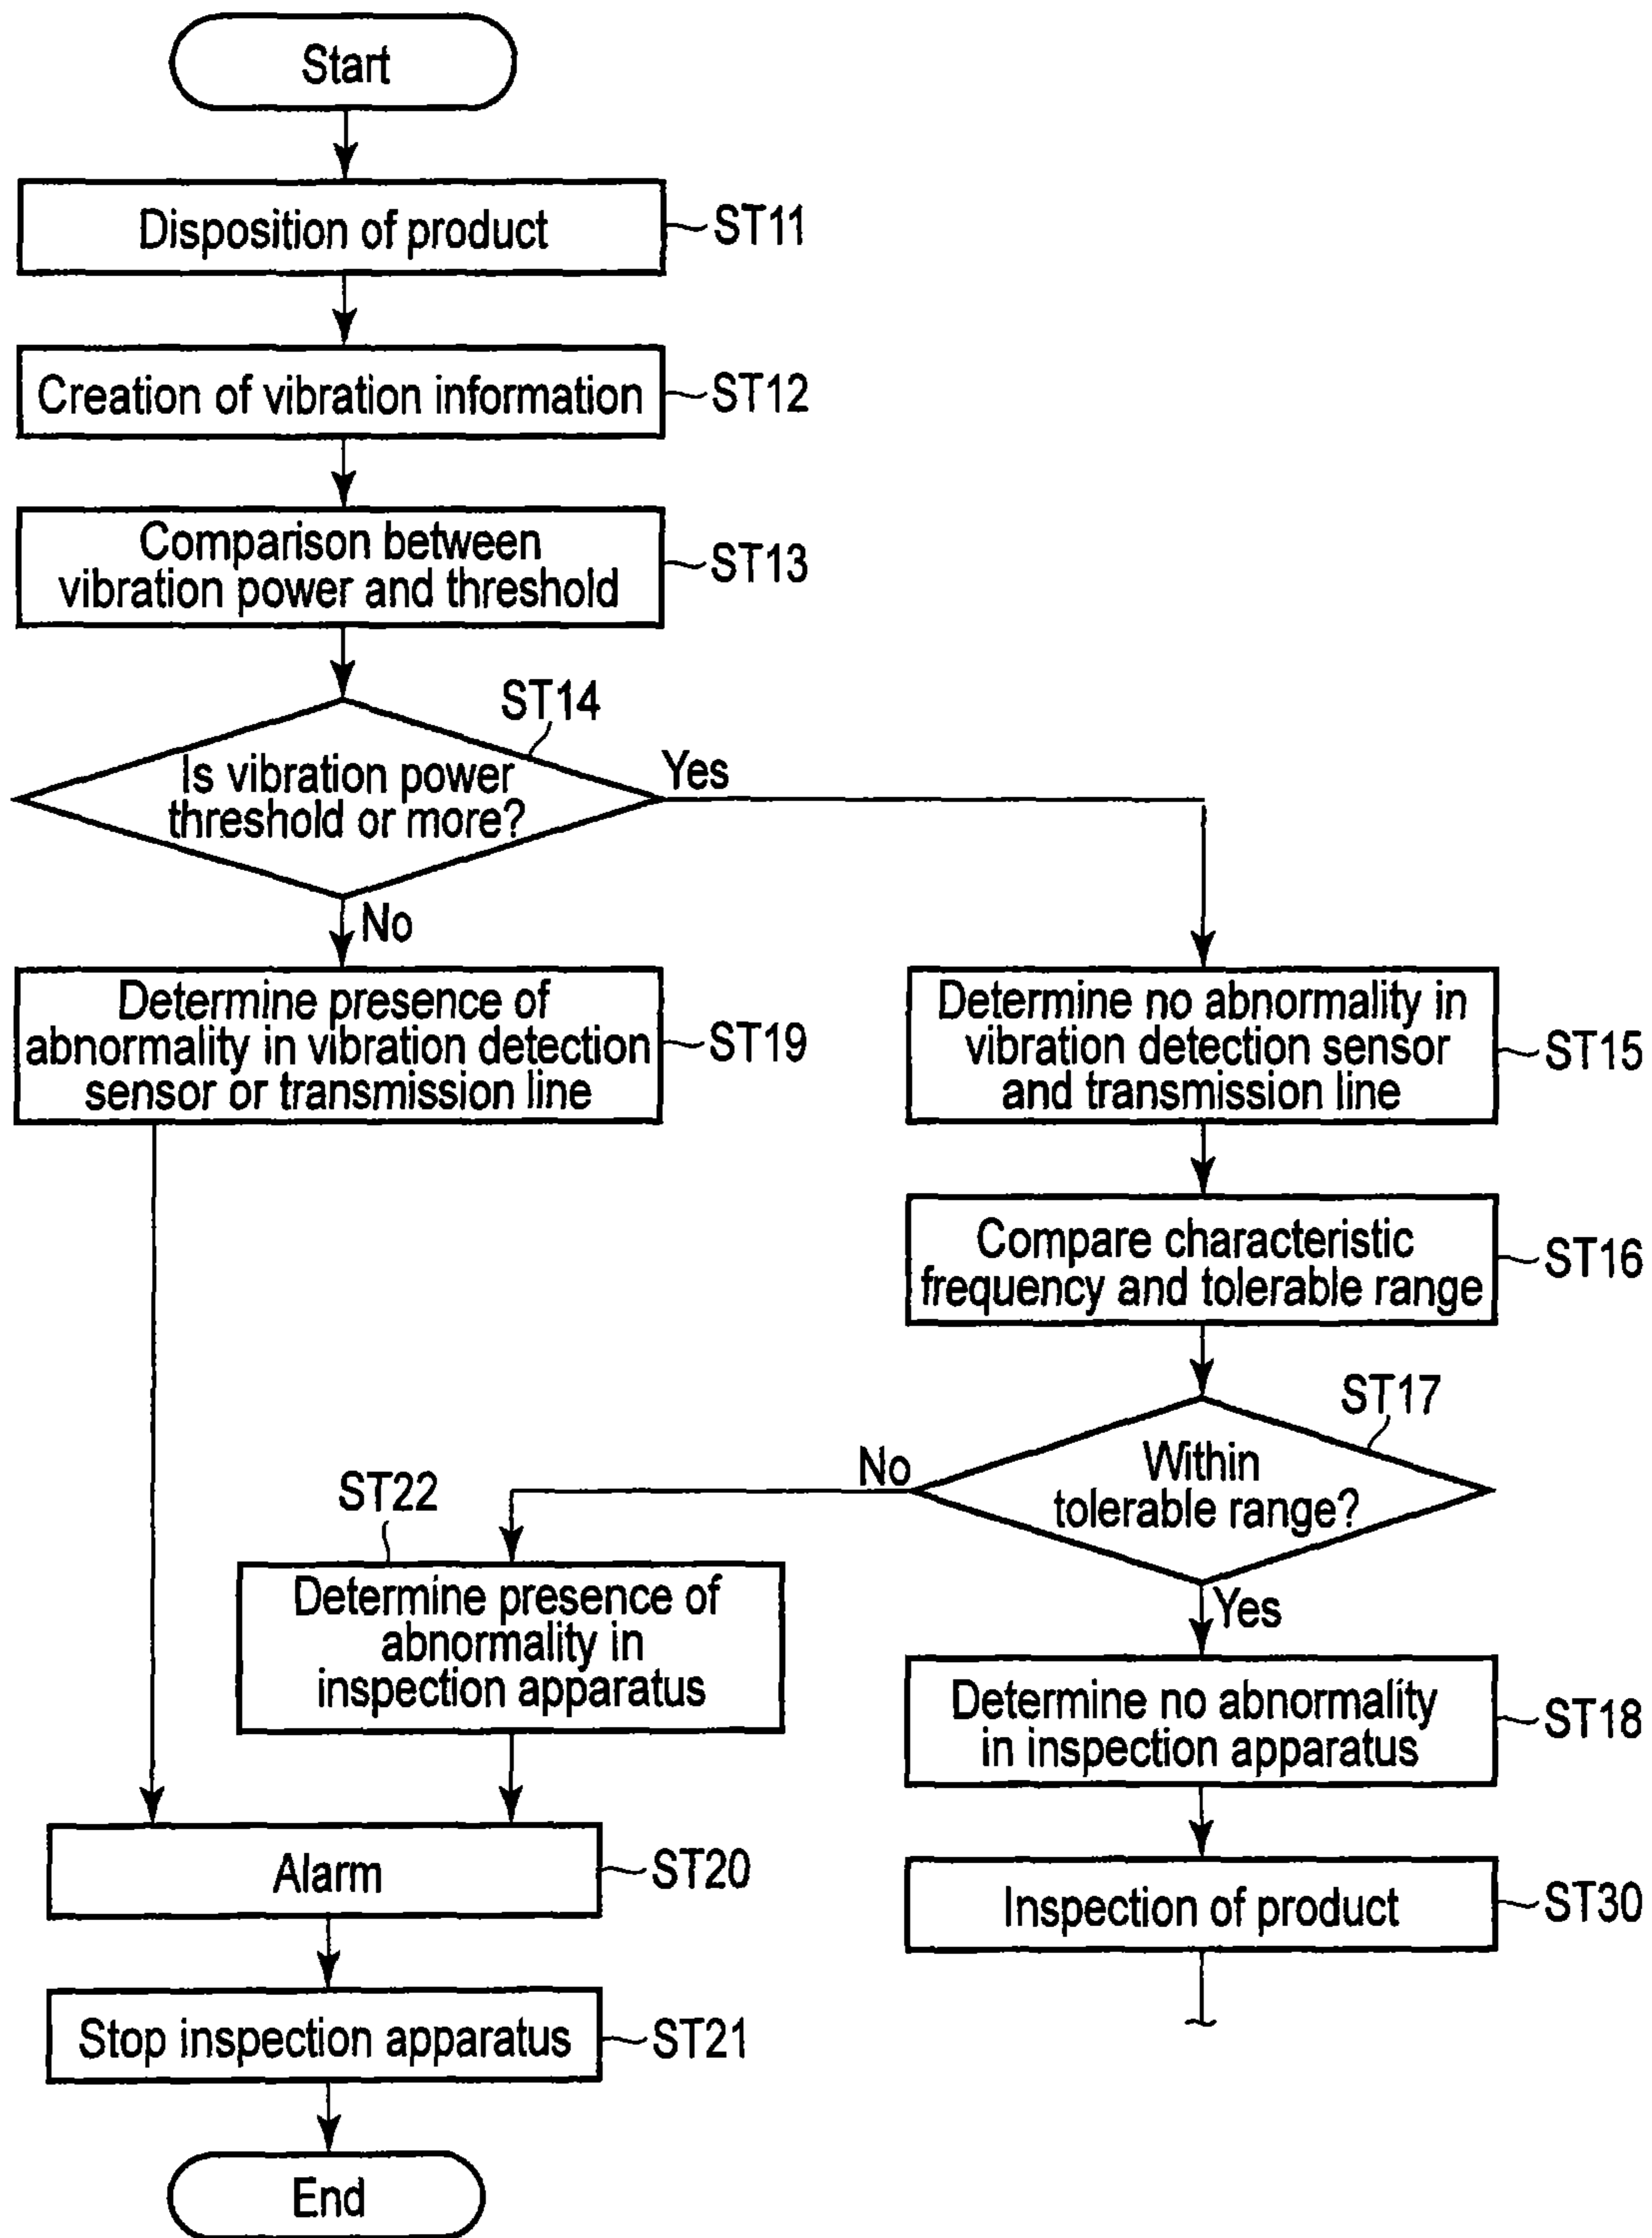 Start
Disposition of product
ST11
Creation of vibration information
ST12
Comparison between
vibration power and threshold
ST13
ST14
Is vibration power
threshold or more?
Yes
No
Determine presence of
abnormality in vibration detection
sensor or transmission line
ST19
Determine no abnormality in
vibration detection sensor
and transmission line
ST15
Compare characteristic
frequency and tolerable range
ST16
ST17
Within
tolerable range?
No
Yes
ST22
Determine presence of
abnormality in
inspection apparatus
Determine no abnormality
in inspection apparatus
ST18
Alarm
ST20
Inspection of product
ST30
Stop inspection apparatus
ST21
End